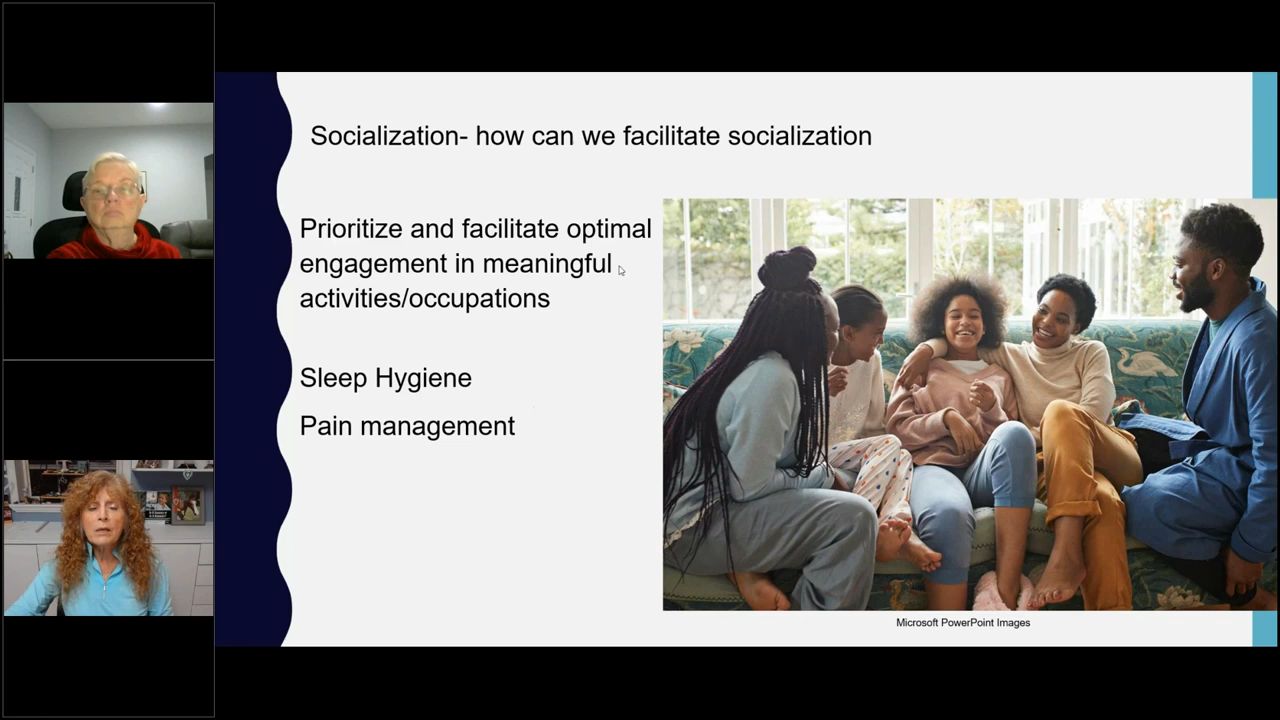 Socialization- how can we facilitate socialization
Prioritize and facilitate optimal
engagement in meaningful
activities/occupations
Sleep Hygiene
Pain management
Microsoft PowerPoint Images